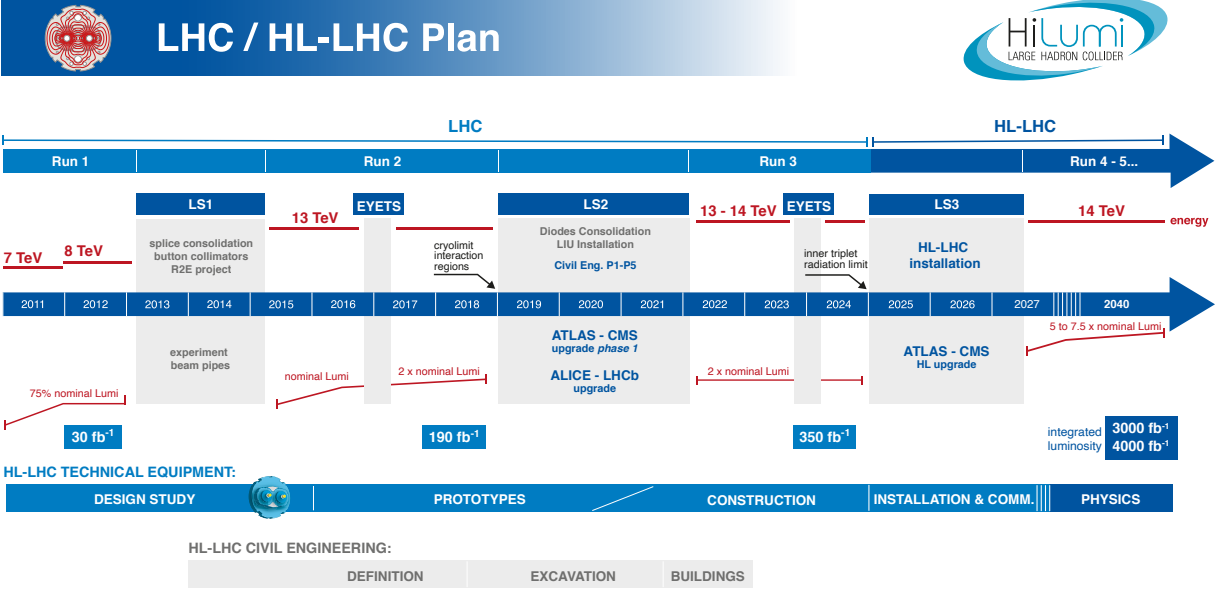 LHC / HL-LHC Plan
HiLumi
LARGE HADRON COLLIDER
LHC
HL-LHC
Run 1
Run 2
Run 3
Run 4 - 5...
LS1
EYETS
LS2
EYETS
LS3
13 TeV
13 - 14 TeV
14 TeV
energy
7 TeV
8 TeV
splice consolidation
button collimators
R2E project
cryolimit
interaction
regions
Diodes Consolidation
LIU Installation
Civil Eng. P1-P5
inner triplet
radiation limit
HL-LHC
installation
2011
2012
2013
2014
2015
2016
2017
2018
2019
2020
2021
2022
2023
2024
2025
2026
2027
2040
5 to 7.5 x nominal Lumi
experiment
beam pipes
ATLAS - CMS
upgrade phase 1
ALICE - LHCb
upgrade
ATLAS - CMS
HL upgrade
75% nominal Lumi
nominal Lumi
2 x nominal Lumi
2 x nominal Lumi
30 fb⁻¹
190 fb⁻¹
350 fb⁻¹
integrated
luminosity
3000 fb⁻¹
4000 fb⁻¹
HL-LHC TECHNICAL EQUIPMENT:
DESIGN STUDY
PROTOTYPES
CONSTRUCTION
INSTALLATION & COMM.
PHYSICS
HL-LHC CIVIL ENGINEERING:
DEFINITION
EXCAVATION
BUILDINGS